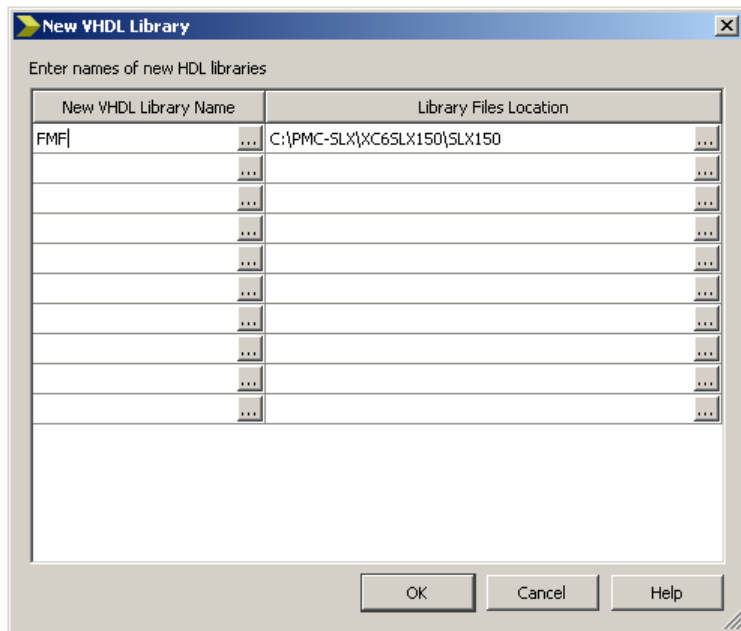 New VHDL Library
Enter names of new HDL libraries
New VHDL Library Name Library Files Location
FMF ... C:\PMC-SLX\XC6SLX150\SLX150 ...
... ...
... ...
... ...
... ...
... ...
... ...
... ...
... ...
... ...
OK Cancel Help